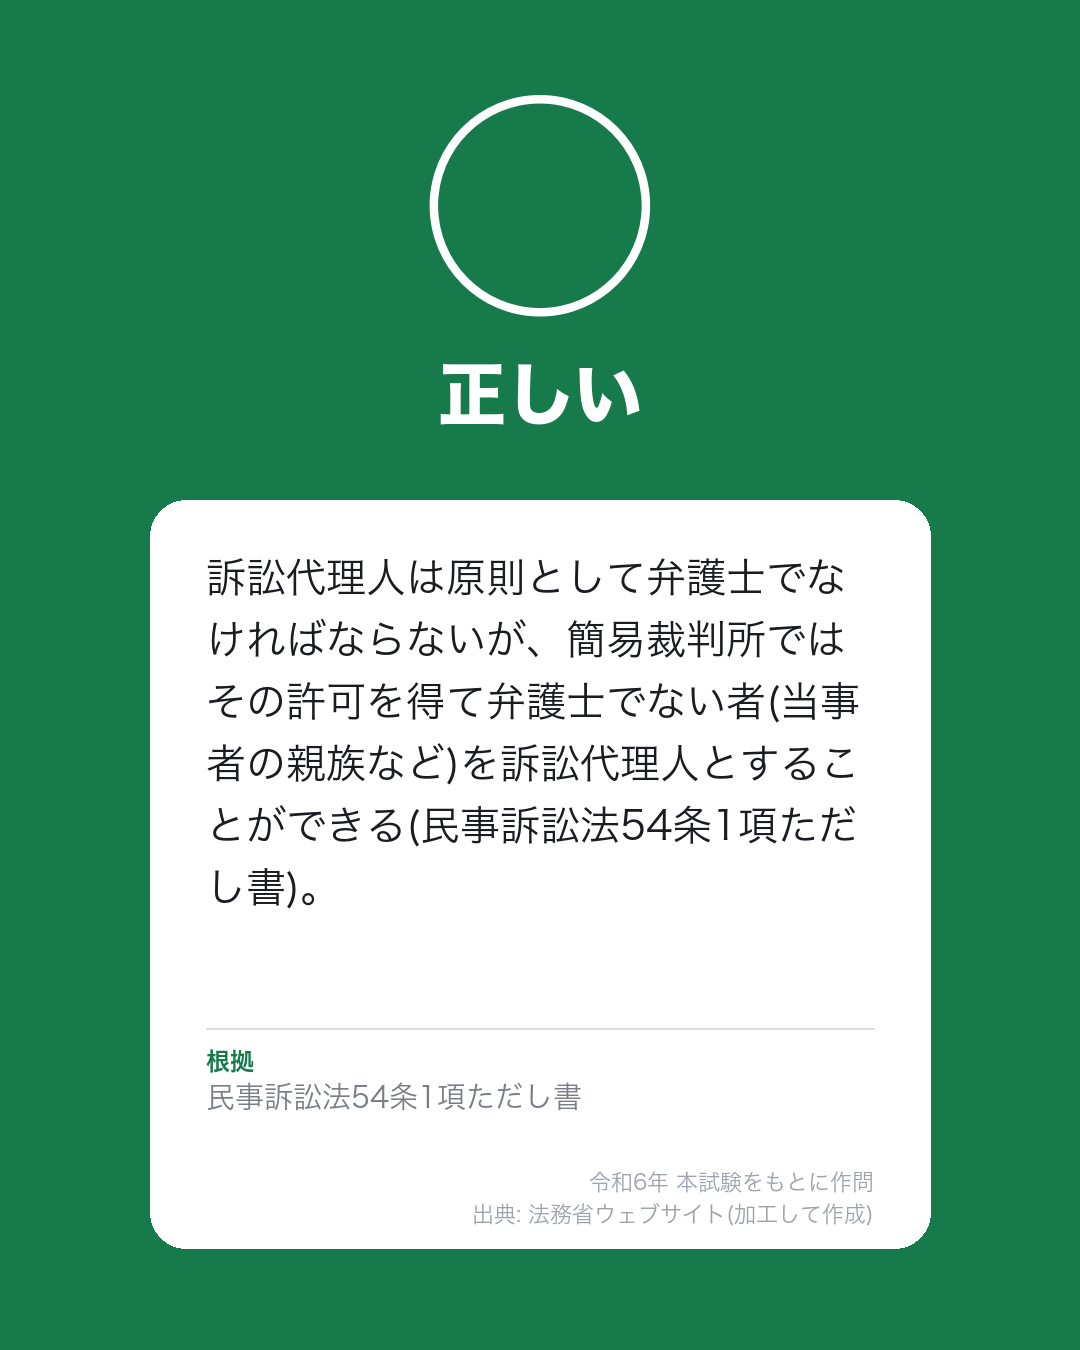 正しい
訴訟代理人は原則として弁護士でな
ければならないが、簡易裁判所では
その許可を得て弁護士でない者(当事
者の親族など)を訴訟代理人とするこ
とができる(民事訴訟法54条1項ただ
し書)。
根拠
民事訴訟法54条1項ただし書
令和6年 本試験をもとに作問
出典: 法務省ウェブサイト(加工して作成)